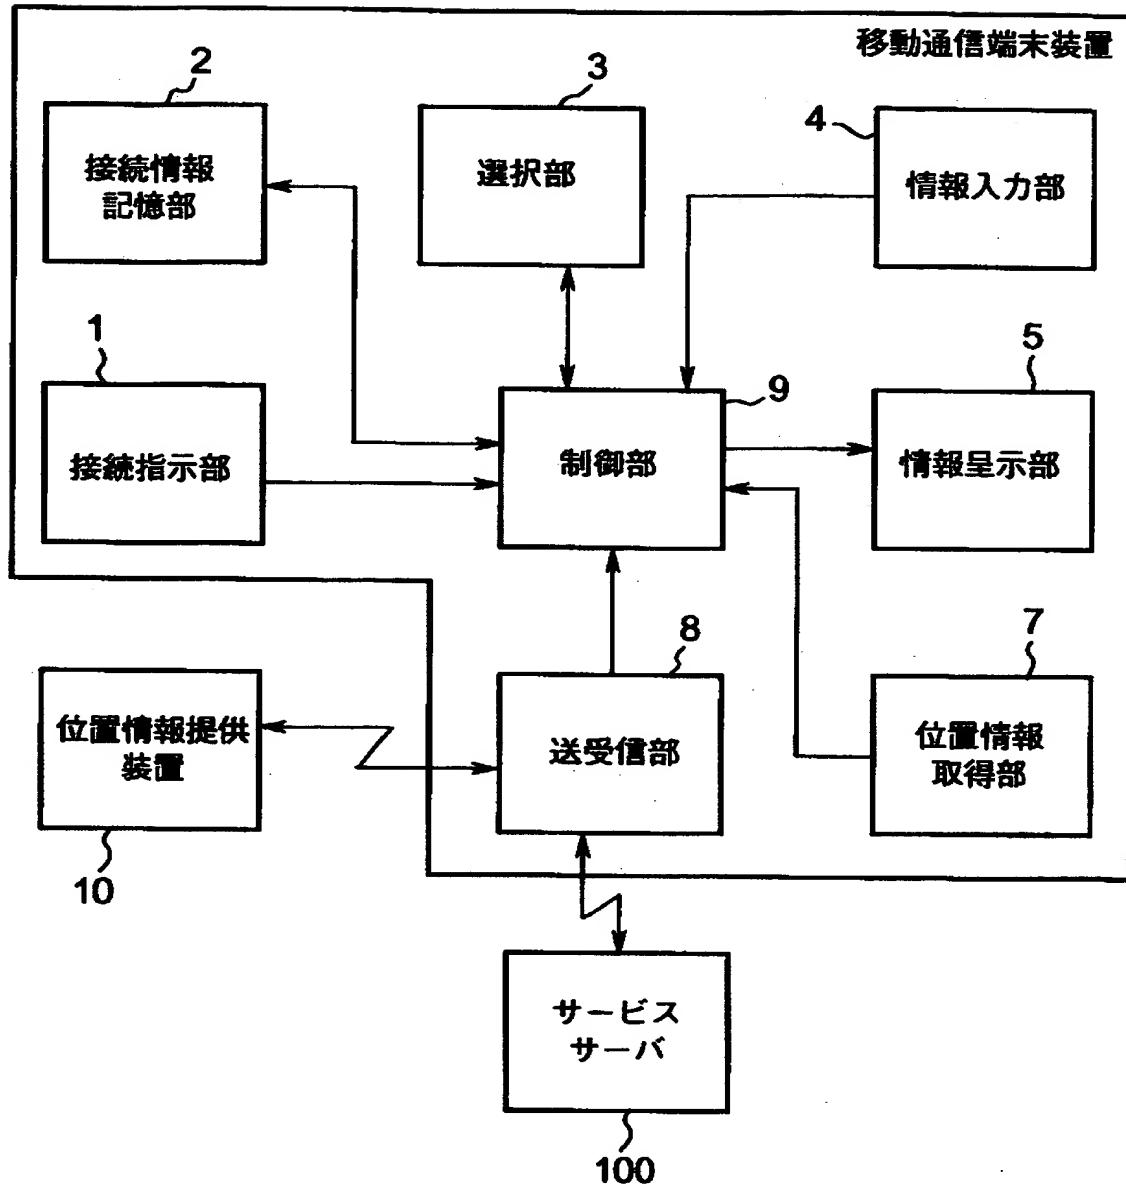 移動通信端末装置
2
接続情報
記憶部
3
選択部
4
情報入力部
1
接続指示部
9
制御部
5
情報呈示部
8
送受信部
7
位置情報
取得部
位置情報提供
装置
10
サービス
サーバ
100